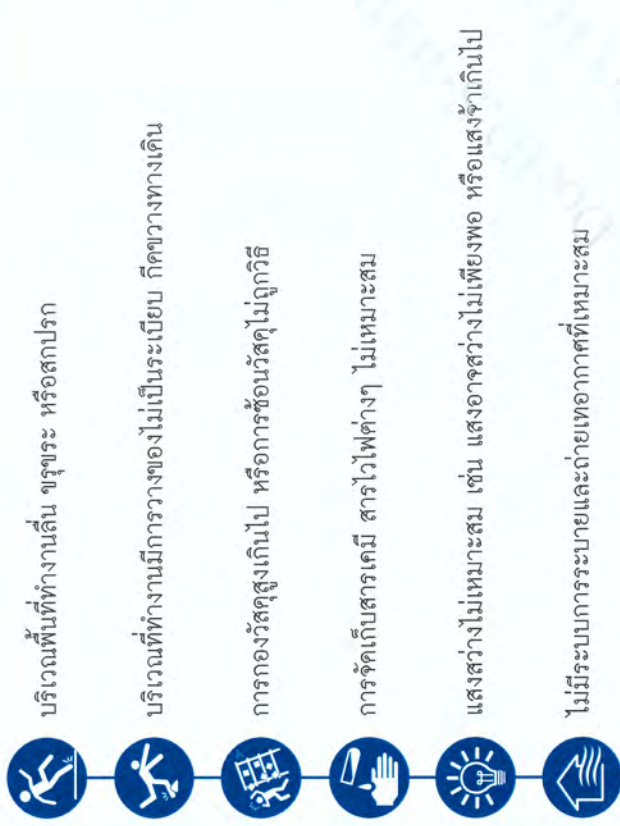 บริเวณพื้นที่ทำงานลื่น ขรุขระ หรือสกปรก
บริเวณที่ทำงานมีการวางของไม่เป็นระเบียบ กีดขวางทางเดิน
การกองวัสดุสูงเกินไป หรือการซ้อนวัสดุไม่ถูกวิธี
การจัดเก็บสารเคมี สารไวไฟต่างๆ ไม่เหมาะสม
แสงสว่างไม่เหมาะสม เช่น แสงอาจสว่างไม่เพียงพอ หรือแสงจ้าเกินไป
ไม่มีระบบการระบายและถ่ายเทอากาศที่เหมาะสม